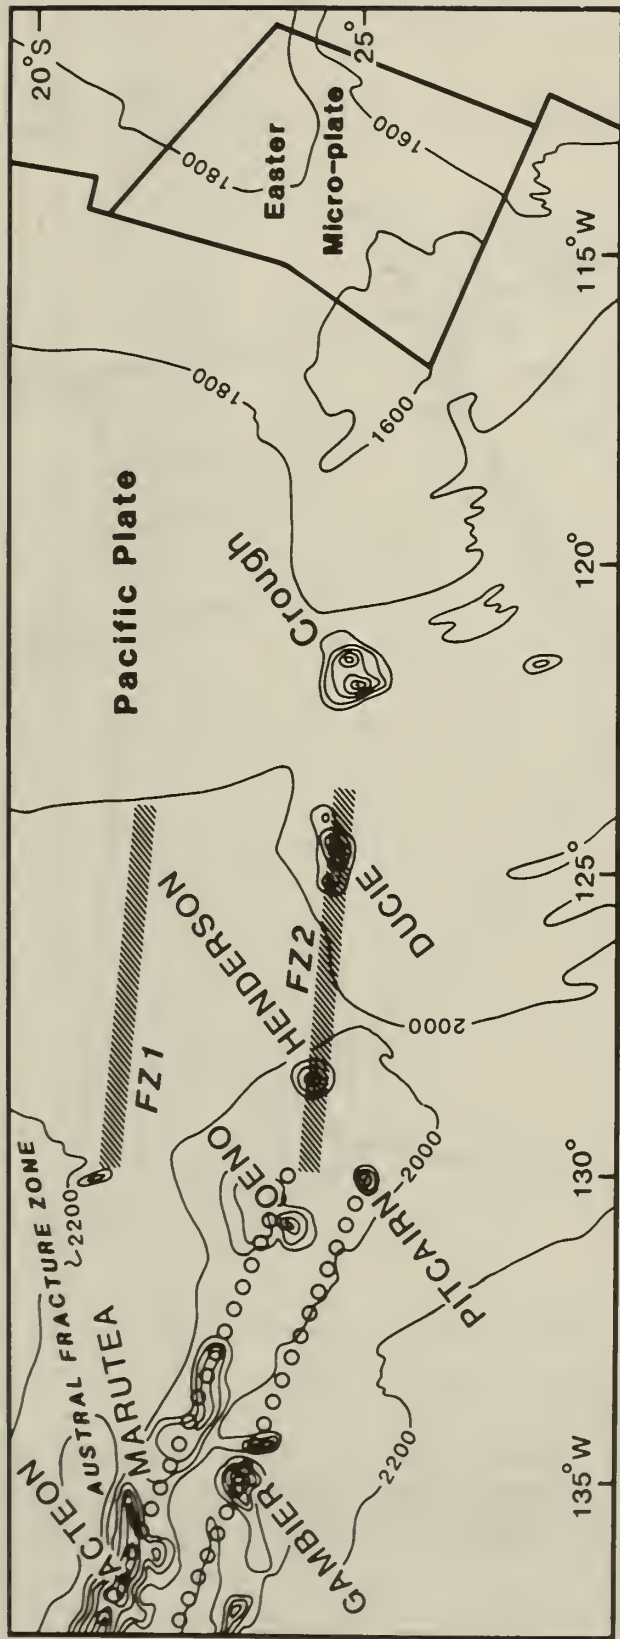 20°S
25°
1800
1600
Easter
Micro-plate
115°W
1800
1600
Pacific Plate
120°
Crough
125°
DUCIE
HENDERSON
FZ2
2000
FZ1
130°
OENO
2000
PITCAIRN
AUSTRAL FRACTURE ZONE
2200
MARUTEA
ACTEON
2200
GAMBIER
135°W